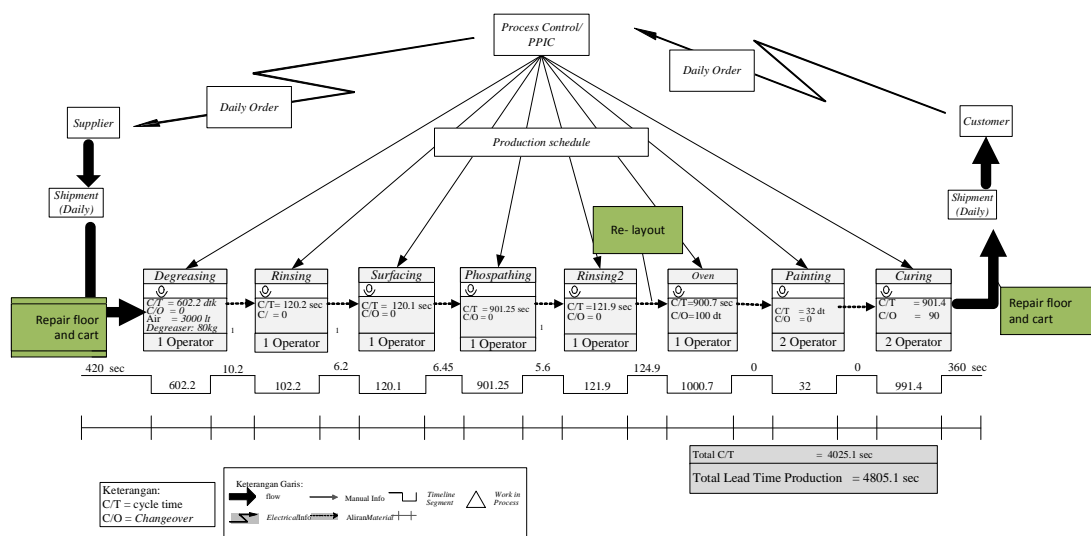 Process Control/
PPIC
Daily Order
Daily Order
Supplier
Customer
Production schedule
Shipment
(Daily)
Shipment
(Daily)
Re- layout
Repair floor
and cart
Repair floor
and cart
Degreasing
C/T = 602.2 dtk
C/O = 0
Air = 3000 lt
Degreaser: 80kg
1 Operator
1
Rinsing
C/T= 120.2 sec
C/ = 0
1 Operator
1
Surfacing
C/T = 120.1 sec
C/O = 0
1 Operator
Phospathing
C/T = 901.25 sec
C/O = 0
1 Operator
1
Rinsing2
C/T =121.9 sec
C/O = 0
1 Operator
Oven
C/T=900.7 sec
C/O=100 dt
1 Operator
Painting
C/T = 32 dt
C/O = 0
2 Operator
Curing
C/T = 901.4
C/O = 90
2 Operator
420 sec 10.2 6.2 6.45 5.6 124.9 0 0 360 sec
602.2 102.2 120.1 901.25 121.9 1000.7 32 991.4
Total C/T = 4025.1 sec
Total Lead Time Production = 4805.1 sec
Keterangan:
C/T = cycle time
C/O = Changeover
Keterangan Garis:
flow
Manual Info
Timeline
Segment
Work in
Process
ElectricalInfo
AliranMaterial